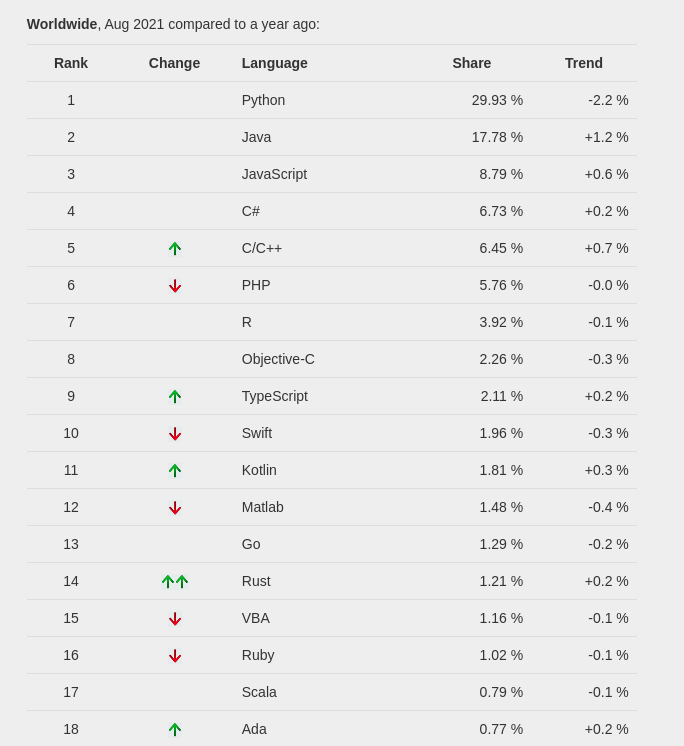 Worldwide, Aug 2021 compared to a year ago:
Rank Change Language Share Trend
1 Python 29.93 % -2.2 %
2 Java 17.78 % +1.2 %
3 JavaScript 8.79 % +0.6 %
4 C# 6.73 % +0.2 %
5 C/C++ 6.45 % +0.7 %
6 PHP 5.76 % -0.0 %
7 R 3.92 % -0.1 %
8 Objective-C 2.26 % -0.3 %
9 TypeScript 2.11 % +0.2 %
10 Swift 1.96 % -0.3 %
11 Kotlin 1.81 % +0.3 %
12 Matlab 1.48 % -0.4 %
13 Go 1.29 % -0.2 %
14 Rust 1.21 % +0.2 %
15 VBA 1.16 % -0.1 %
16 Ruby 1.02 % -0.1 %
17 Scala 0.79 % -0.1 %
18 Ada 0.77 % +0.2 %